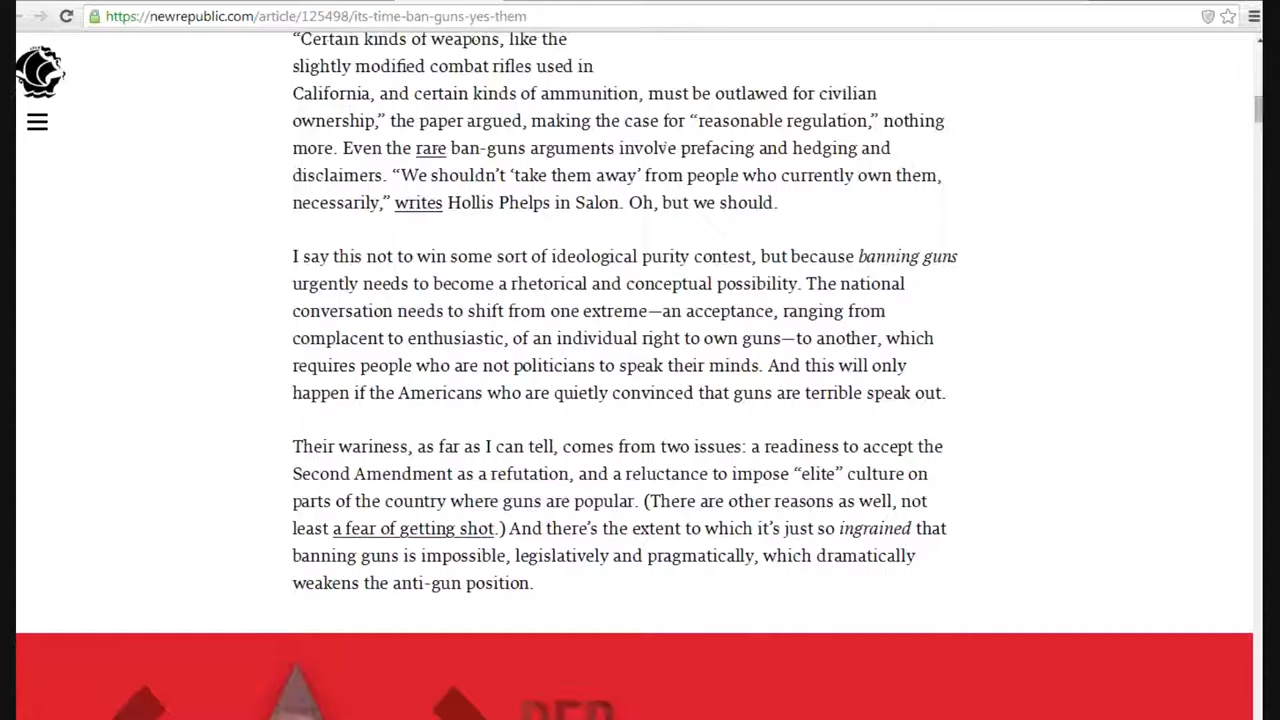 https://newrepublic.com/article/125498/its-time-ban-guns-yes-them
“Certain kinds of weapons, like the
slightly modified combat rifles used in
California, and certain kinds of ammunition, must be outlawed for civilian
ownership,” the paper argued, making the case for “reasonable regulation,” nothing
more. Even the rare ban-guns arguments involve prefacing and hedging and
disclaimers. “We shouldn’t ‘take them away’ from people who currently own them,
necessarily,” writes Hollis Phelps in Salon. Oh, but we should.
I say this not to win some sort of ideological purity contest, but because banning guns
urgently needs to become a rhetorical and conceptual possibility. The national
conversation needs to shift from one extreme—an acceptance, ranging from
complacent to enthusiastic, of an individual right to own guns—to another, which
requires people who are not politicians to speak their minds. And this will only
happen if the Americans who are quietly convinced that guns are terrible speak out.
Their wariness, as far as I can tell, comes from two issues: a readiness to accept the
Second Amendment as a refutation, and a reluctance to impose “elite” culture on
parts of the country where guns are popular. (There are other reasons as well, not
least a fear of getting shot.) And there’s the extent to which it’s just so ingrained that
banning guns is impossible, legislatively and pragmatically, which dramatically
weakens the anti-gun position.